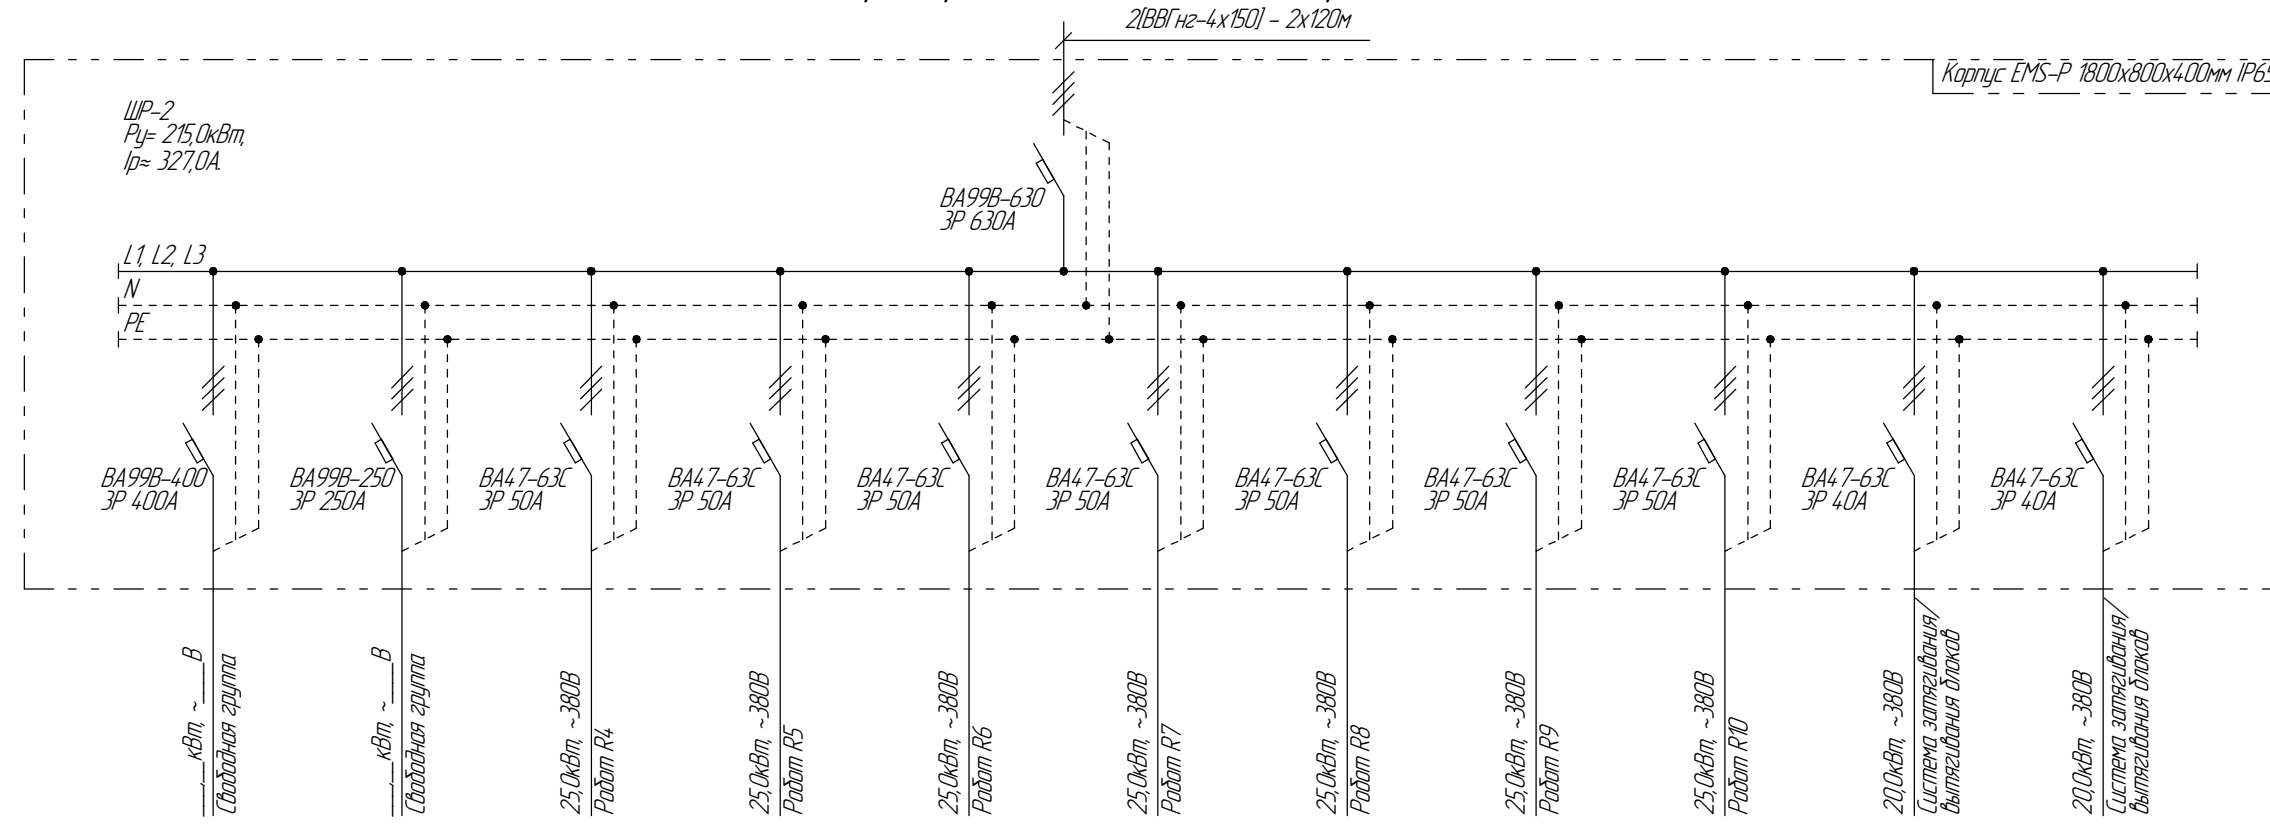 2[ВВГнг-4х150] - 2х120м
Корпус EMS-P 1800х800х400мм IP65
ШР-2
Ру= 215,0кВт,
Iр≈ 327,0А.
ВА99В-630
3Р 630А
L1, L2, L3
N
PE
ВА99В-400
3Р 400А
ВА99В-250
3Р 250А
ВА47-63С
3Р 50А
ВА47-63С
3Р 50А
ВА47-63С
3Р 50А
ВА47-63С
3Р 50А
ВА47-63С
3Р 50А
ВА47-63С
3Р 50А
ВА47-63С
3Р 50А
ВА47-63С
3Р 40А
ВА47-63С
3Р 40А
___,__кВт, ~ ____В
Свободная группа
___,__кВт, ~ ____В
Свободная группа
25,0кВт, ~380В
Робот R4
25,0кВт, ~380В
Робот R5
25,0кВт, ~380В
Робот R6
25,0кВт, ~380В
Робот R7
25,0кВт, ~380В
Робот R8
25,0кВт, ~380В
Робот R9
25,0кВт, ~380В
Робот R10
20,0кВт, ~380В
Система затягивания/
вытягивания блоков
20,0кВт, ~380В
Система затягивания/
вытягивания блоков